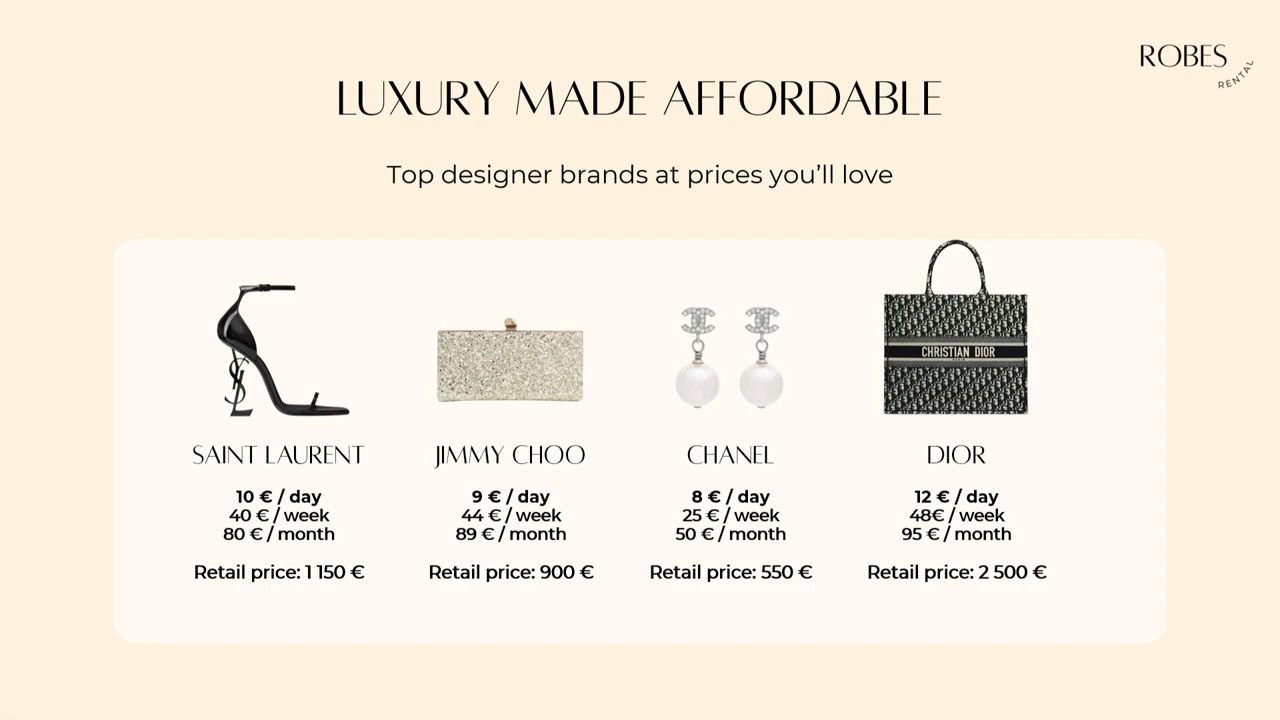 ROBES
RENTAL
LUXURY MADE AFFORDABLE
Top designer brands at prices you’ll love
CHRISTIAN DIOR
SAINT LAURENT
10 € / day
40 € / week
80 € / month
Retail price: 1 150 €
JIMMY CHOO
9 € / day
44 € / week
89 € / month
Retail price: 900 €
CHANEL
8 € / day
25 € / week
50 € / month
Retail price: 550 €
DIOR
12 € / day
48€ / week
95 € / month
Retail price: 2 500 €